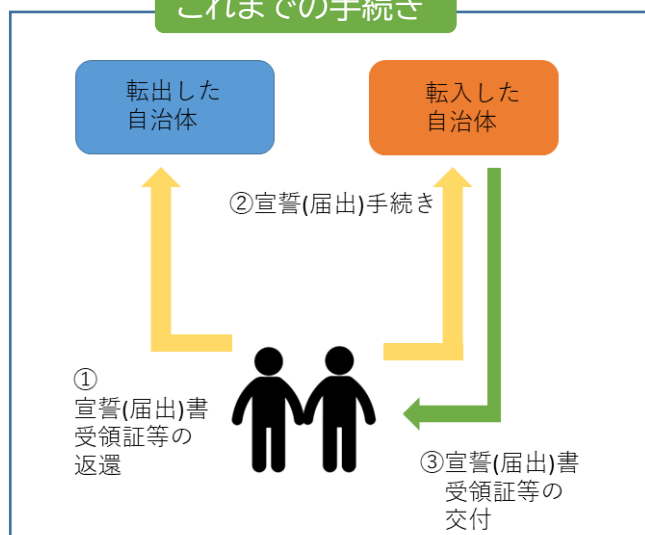 これまでの手続き
転出した
自治体
転入した
自治体
②宣誓(届出)手続き
①
宣誓(届出)書
受領証等の
返還
③宣誓(届出)書
受領証等の
交付